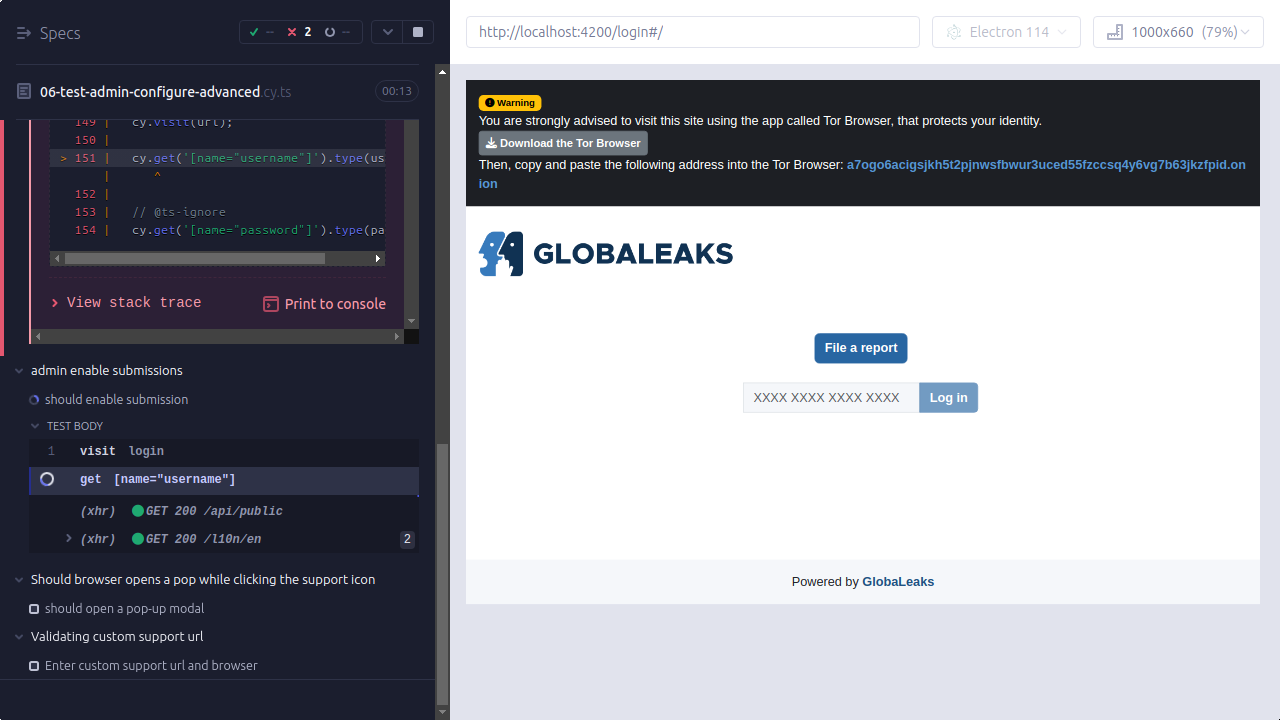 Specs
-- 2 --
06-test-admin-configure-advanced.cy.ts 00:13
149 | cy.visit(url);
150 |
> 151 | cy.get('[name="username"]').type(us
| ^
152 |
153 | // @ts-ignore
154 | cy.get('[name="password"]').type(pa
View stack trace Print to console
admin enable submissions
should enable submission
TEST BODY
1 visit login
get [name="username"]
(xhr) GET 200 /api/public
(xhr) GET 200 /l10n/en 2
Should browser opens a pop while clicking the support icon
should open a pop-up modal
Validating custom support url
Enter custom support url and browser
http://localhost:4200/login#/ Electron 114 1000x660 (79%)
Warning
You are strongly advised to visit this site using the app called Tor Browser, that protects your identity.
Download the Tor Browser
Then, copy and paste the following address into the Tor Browser: a7ogo6acigsjkh5t2pjnwsfbwur3uced55fzccsq4y6vg7b63jkzfpid.on
ion
GLOBALEAKS
File a report
XXXX XXXX XXXX XXXX Log in
Powered by GlobaLeaks